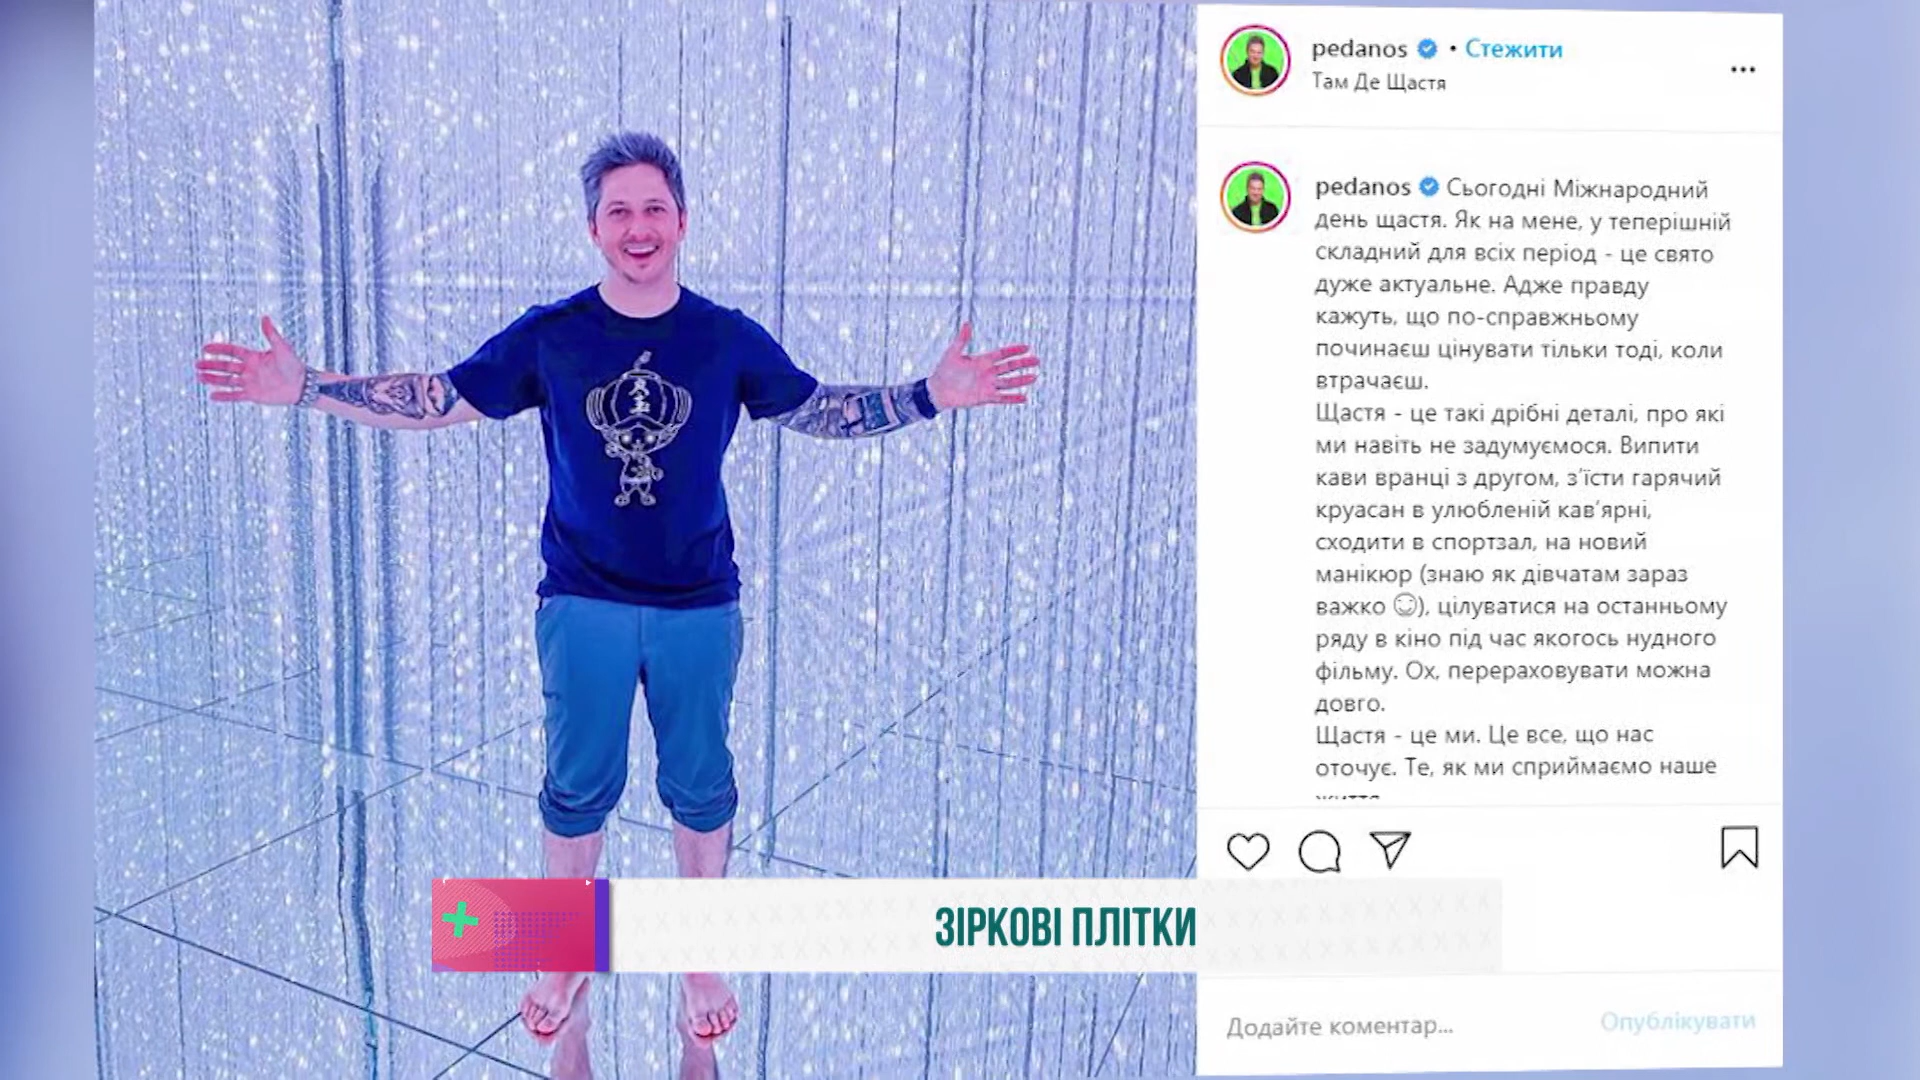 pedanos • Стежити
Там Де Щастя
pedanos Сьогодні Міжнародний
день щастя. Як на мене, у теперішній
складний для всіх період - це свято
дуже актуальне. Адже правду
кажуть, що по-справжньому
починаєш цінувати тільки тоді, коли
втрачаєш.
Щастя - це такі дрібні деталі, про які
ми навіть не задумуємося. Випити
кави вранці з другом, з’їсти гарячий
круасан в улюбленій кав’ярні,
сходити в спортзал, на новий
манікюр (знаю як дівчатам зараз
важко ☺), цілуватися на останньому
ряду в кіно під час якогось нудного
фільму. Ох, перераховувати можна
довго.
Щастя - це ми. Це все, що нас
оточує. Те, як ми сприймаємо наше
ЗІРКОВІ ПЛІТКИ
Додайте коментар...
Опублікувати